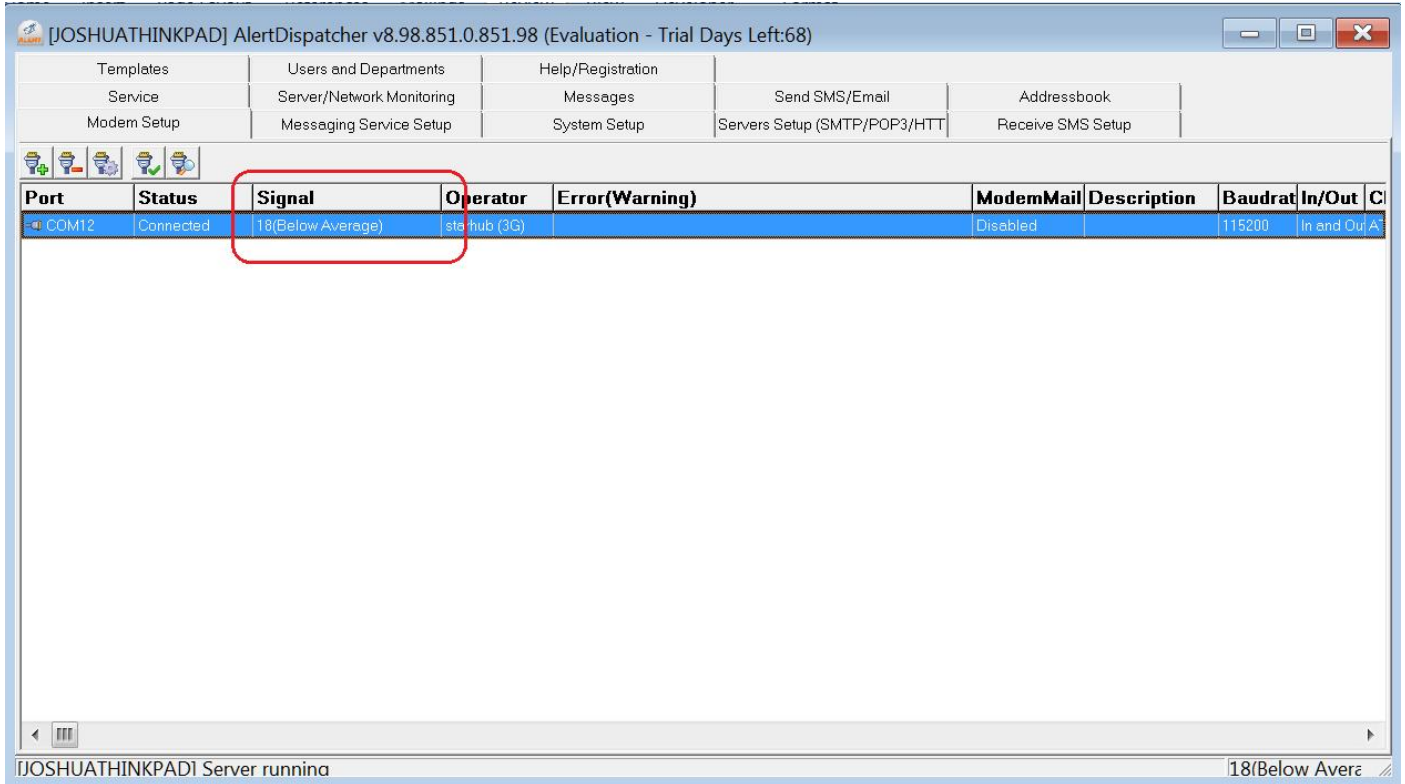 [JOSHUATHINKPAD] AlertDispatcher v8.98.851.0.851.98 (Evaluation - Trial Days Left:68)
Templates Users and Departments Help/Registration
Service Server/Network Monitoring Messages Send SMS/Email Addressbook
Modem Setup Messaging Service Setup System Setup Servers Setup (SMTP/POP3/HTT Receive SMS Setup
Port Status Signal Operator Error(Warning) ModemMail Description Baudrat In/Out Cl
COM12 Connected 18(Below Average) starhub (3G) Disabled 115200 In and Ou AT
[JOSHUATHINKPAD] Server running 18(Below Avera